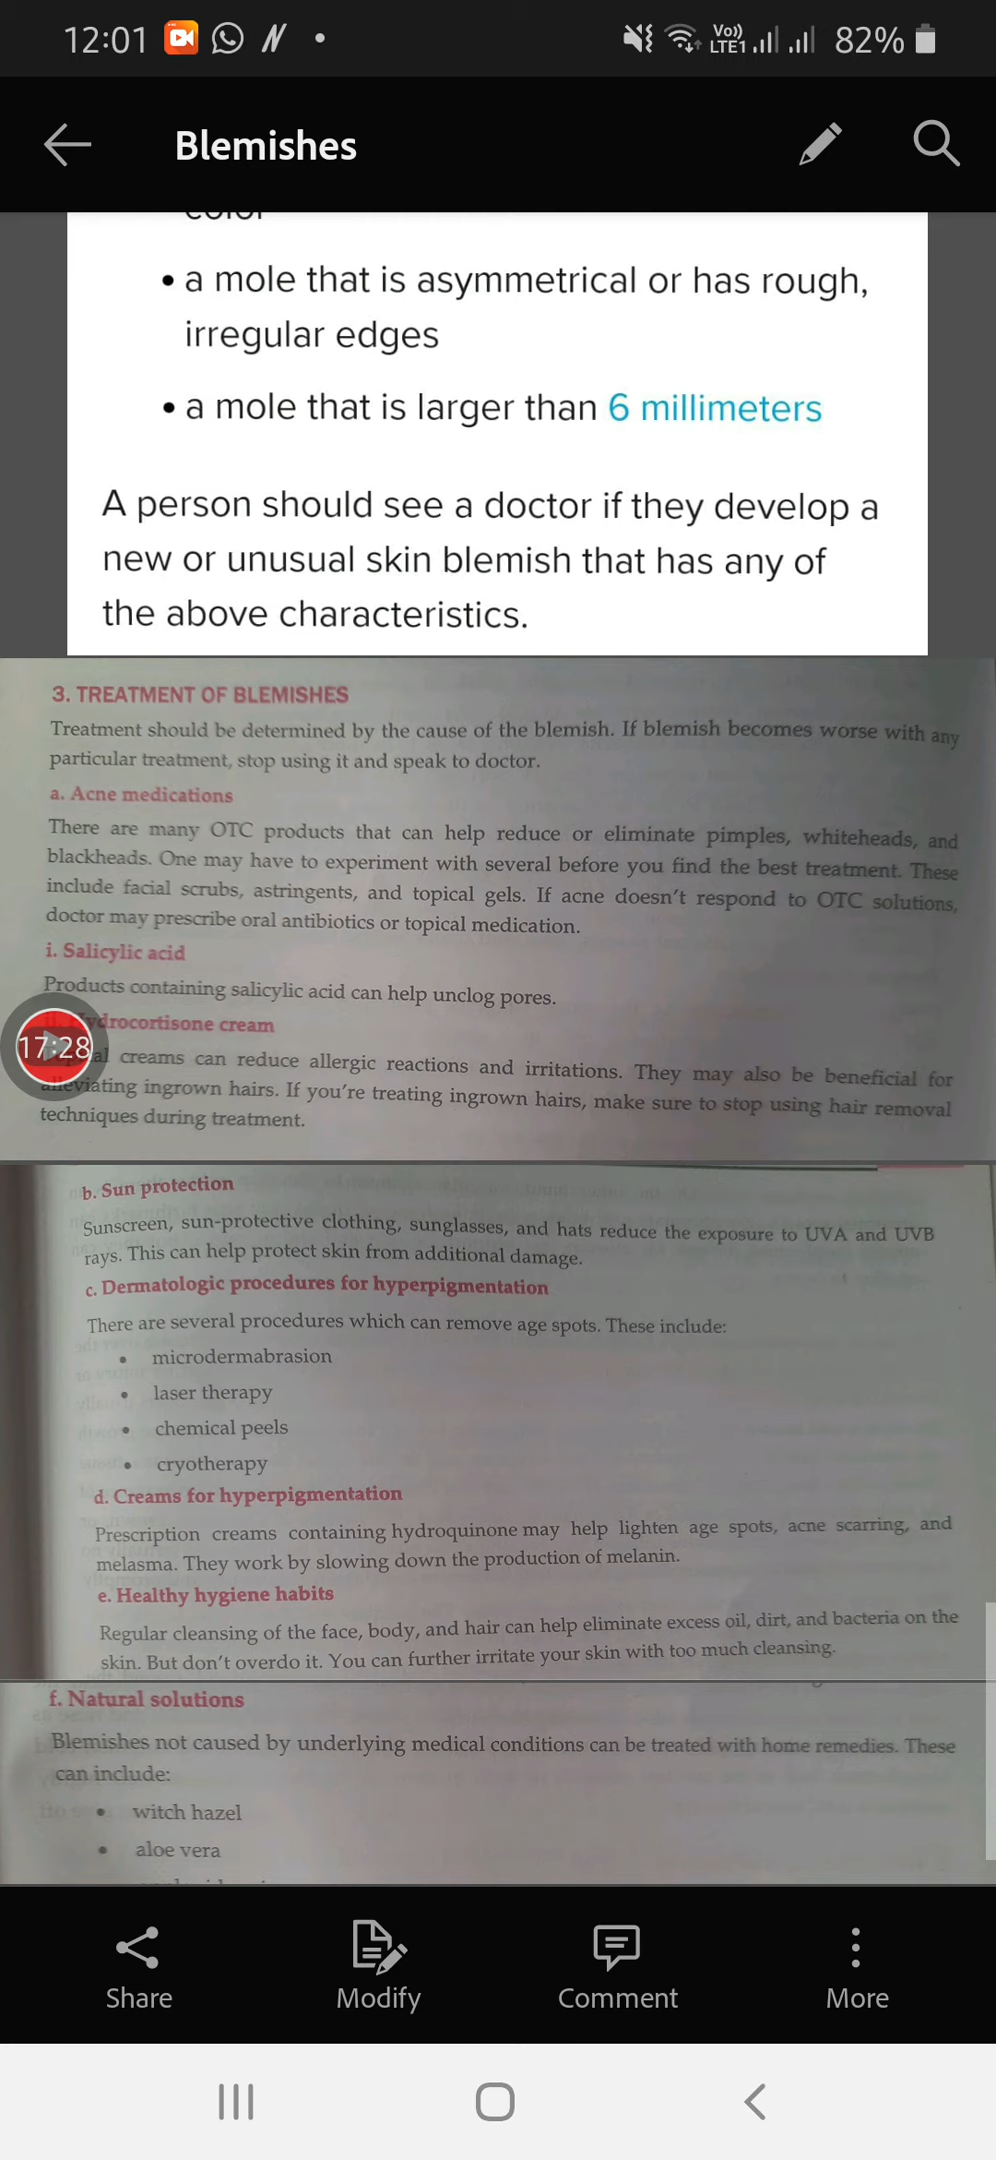 12:01
Vo))
LTE1
82%
Blemishes
color
• a mole that is asymmetrical or has rough,
irregular edges
• a mole that is larger than 6 millimeters
A person should see a doctor if they develop a
new or unusual skin blemish that has any of
the above characteristics.
3. TREATMENT OF BLEMISHES
Treatment should be determined by the cause of the blemish. If blemish becomes worse with any
particular treatment, stop using it and speak to doctor.
a. Acne medications
There are many OTC products that can help reduce or eliminate pimples, whiteheads, and
blackheads. One may have to experiment with several before you find the best treatment. These
include facial scrubs, astringents, and topical gels. If acne doesn't respond to OTC solutions,
doctor may prescribe oral antibiotics or topical medication.
i. Salicylic acid
Products containing salicylic acid can help unclog pores.
17:28
cream
creams can reduce allergic reactions and irritations. They may also be beneficial for
alleviating ingrown hairs. If you're treating ingrown hairs, make sure to stop using hair removal
techniques during treatment.
b. Sun protection
Sunscreen, sun-protective clothing, sunglasses, and hats reduce the exposure to UVA and UVB
rays. This can help protect skin from additional damage.
c. Dermatologic procedures for hyperpigmentation
There are several procedures which can remove age spots. These include:
• microdermabrasion
• laser therapy
• chemical peels
• cryotherapy
d. Creams for hyperpigmentation
Prescription creams containing hydroquinone may help lighten age spots, acne scarring, and
melasma. They work by slowing down the production of melanin.
e. Healthy hygiene habits
Regular cleansing of the face, body, and hair can help eliminate excess oil, dirt, and bacteria on the
skin. But don't overdo it. You can further irritate your skin with too much cleansing.
f. Natural solutions
Blemishes not caused by underlying medical conditions can be treated with home remedies. These
can include:
• witch hazel
• aloe vera
Share
Modify
Comment
More